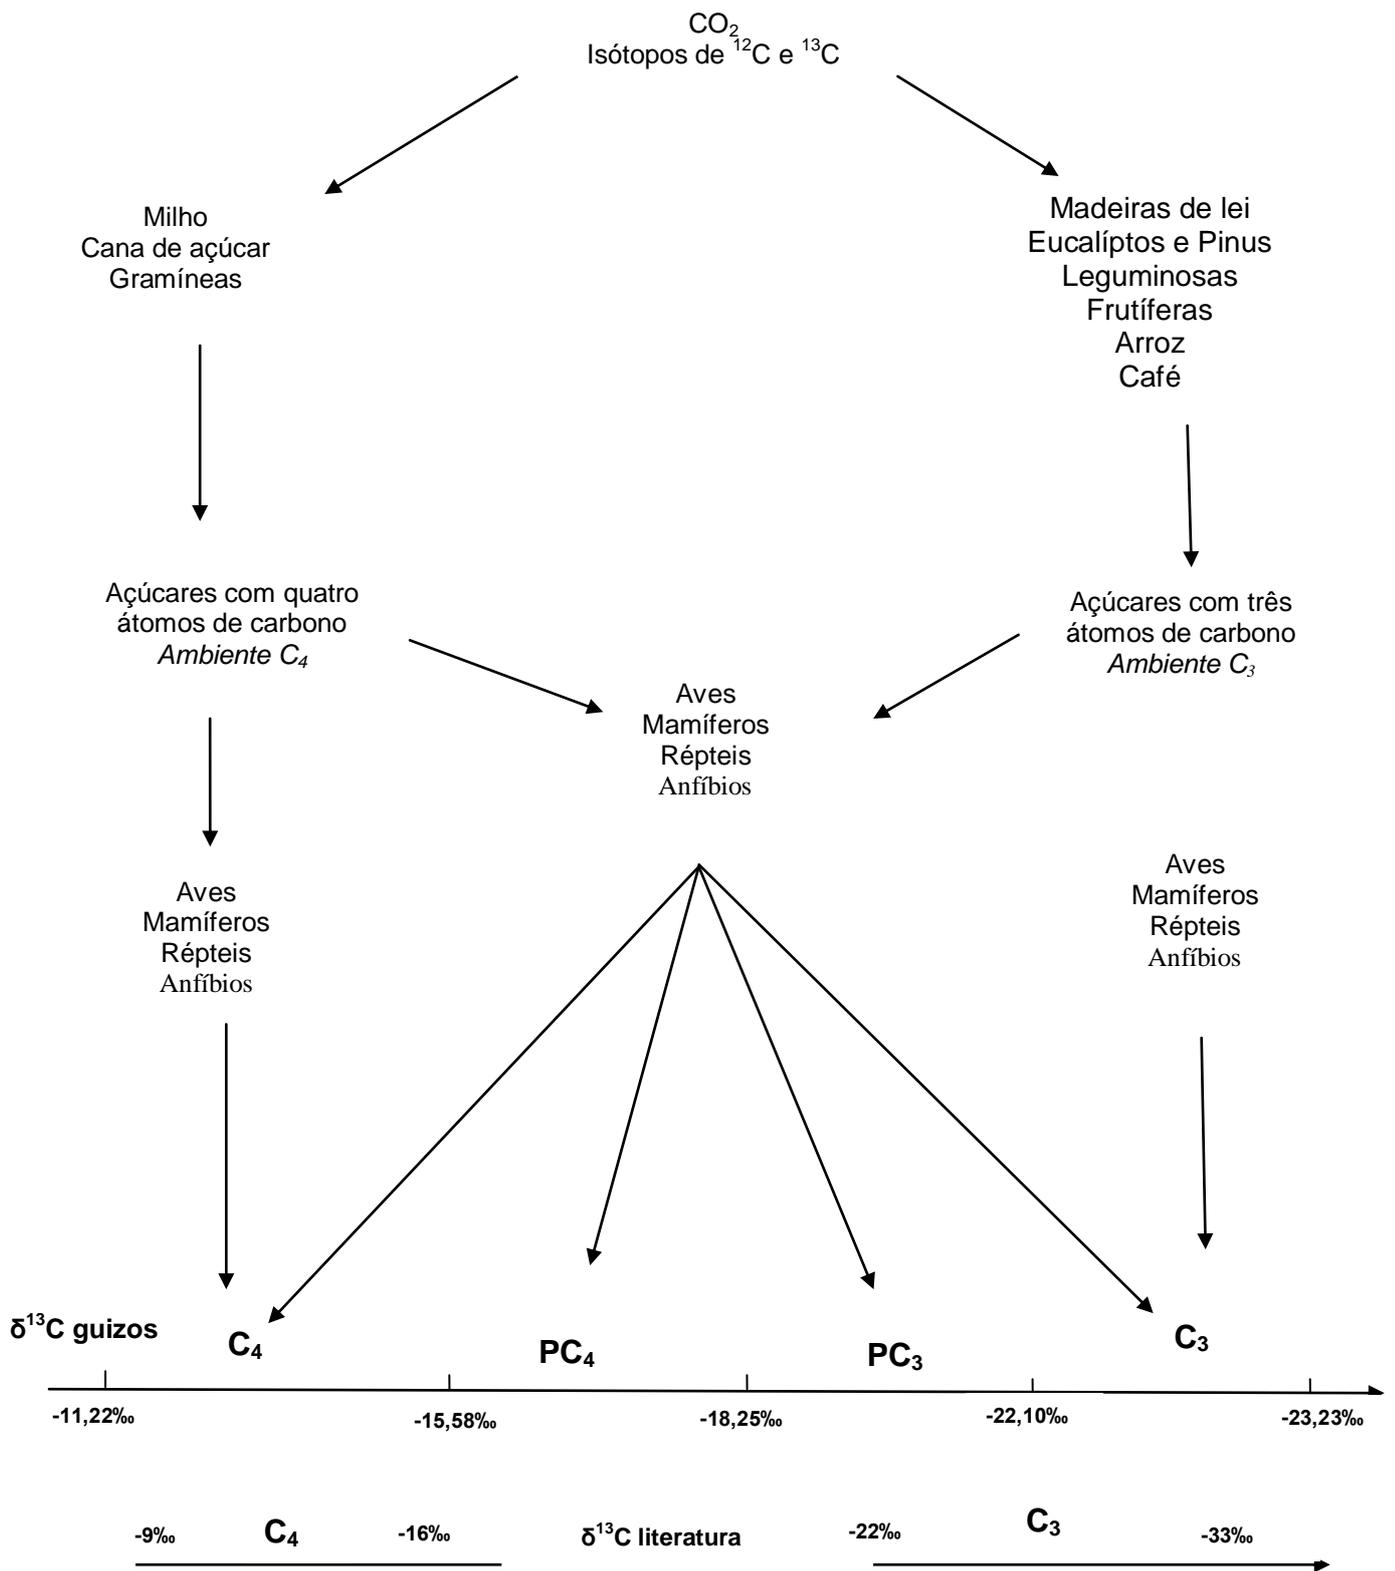 CO₂
Isótopos de ¹²C e ¹³C
Milho
Cana de açúcar
Gramíneas
Madeiras de lei
Eucalíptos e Pinus
Leguminosas
Frutíferas
Arroz
Café
Açúcares com quatro
átomos de carbono
Ambiente C₄
Açúcares com três
átomos de carbono
Ambiente C₃
Aves
Mamíferos
Répteis
Anfíbios
Aves
Mamíferos
Répteis
Anfíbios
Aves
Mamíferos
Répteis
Anfíbios
δ¹³C guizos C₄ PC₄ PC₃ C₃
-11,22‰ -15,58‰ -18,25‰ -22,10‰ -23,23‰
-9‰ C₄ -16‰ δ¹³C literatura -22‰ C₃ -33‰